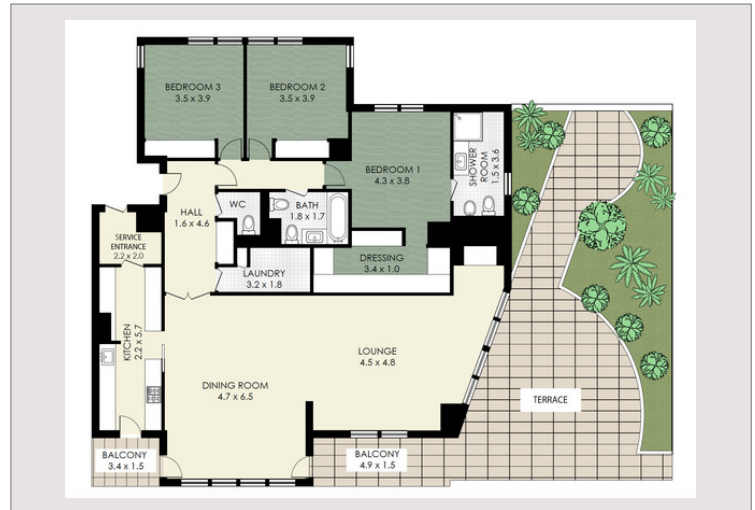 BEDROOM 3
3.5 x 3.9
BEDROOM 2
3.5 x 3.9
BEDROOM 1
4.3 x 3.8
SHOWER
ROOM
1.5 x 3.6
HALL
1.6 x 4.6
WC
BATH
1.8 x 1.7
SERVICE
ENTRANCE
2.2 x 2.0
DRESSING
3.4 x 1.0
LAUNDRY
3.2 x 1.8
KITCHEN
2.2 x 5.7
LOUNGE
4.5 x 4.8
DINING ROOM
4.7 x 6.5
TERRACE
BALCONY
3.4 x 1.5
BALCONY
4.9 x 1.5